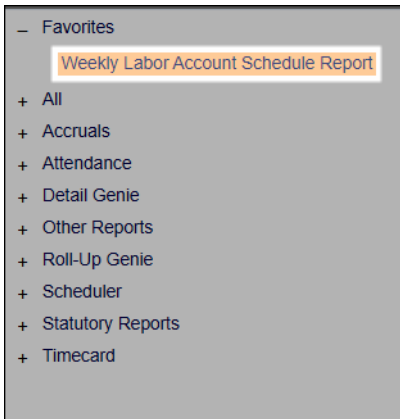 – Favorites
Weekly Labor Account Schedule Report
+ All
+ Accruals
+ Attendance
+ Detail Genie
+ Other Reports
+ Roll-Up Genie
+ Scheduler
+ Statutory Reports
+ Timecard